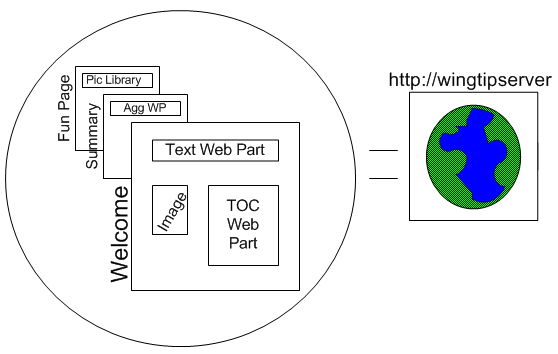 Pic Library
Fun Page
Agg WP
Summary
Text Web Part
Image
TOC
Web
Part
Welcome
http://wingtipserver